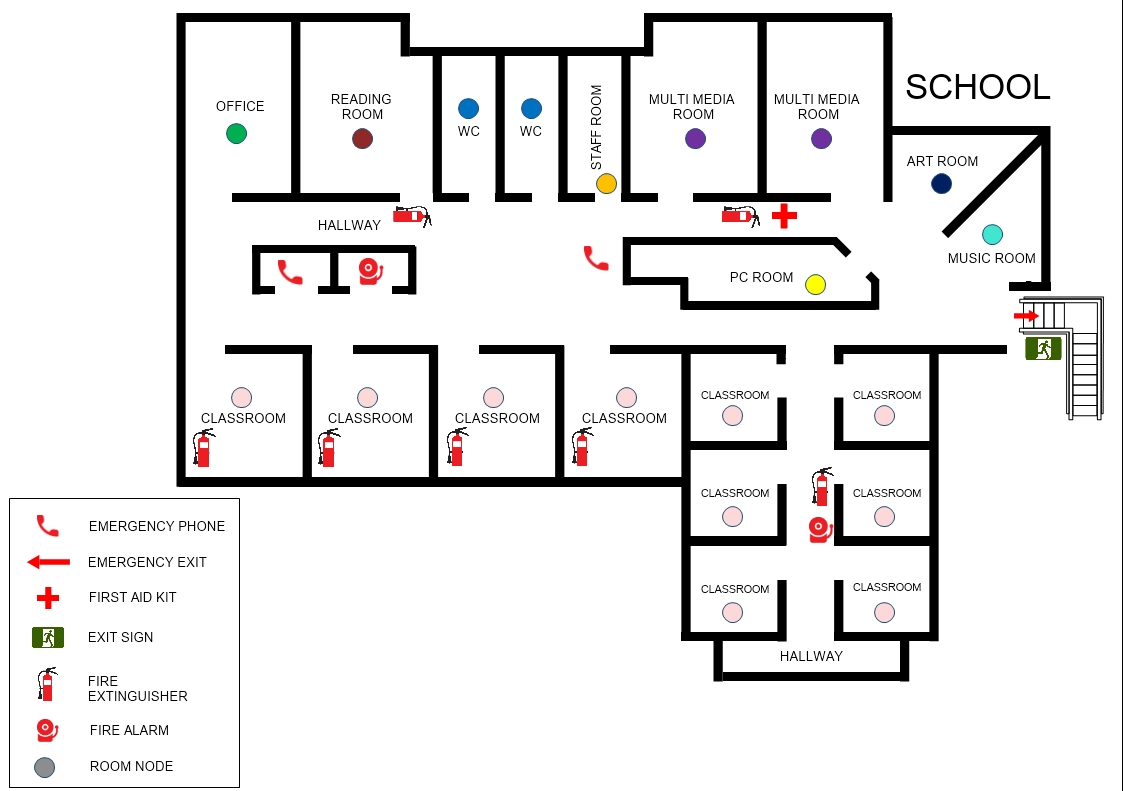 SCHOOL
OFFICE
READING
ROOM
WC
WC
STAFF ROOM
MULTI MEDIA
ROOM
MULTI MEDIA
ROOM
ART ROOM
MUSIC ROOM
HALLWAY
PC ROOM
CLASSROOM
CLASSROOM
CLASSROOM
CLASSROOM
CLASSROOM
CLASSROOM
CLASSROOM
CLASSROOM
CLASSROOM
CLASSROOM
HALLWAY
EMERGENCY PHONE
EMERGENCY EXIT
FIRST AID KIT
EXIT SIGN
FIRE
EXTINGUISHER
FIRE ALARM
ROOM NODE